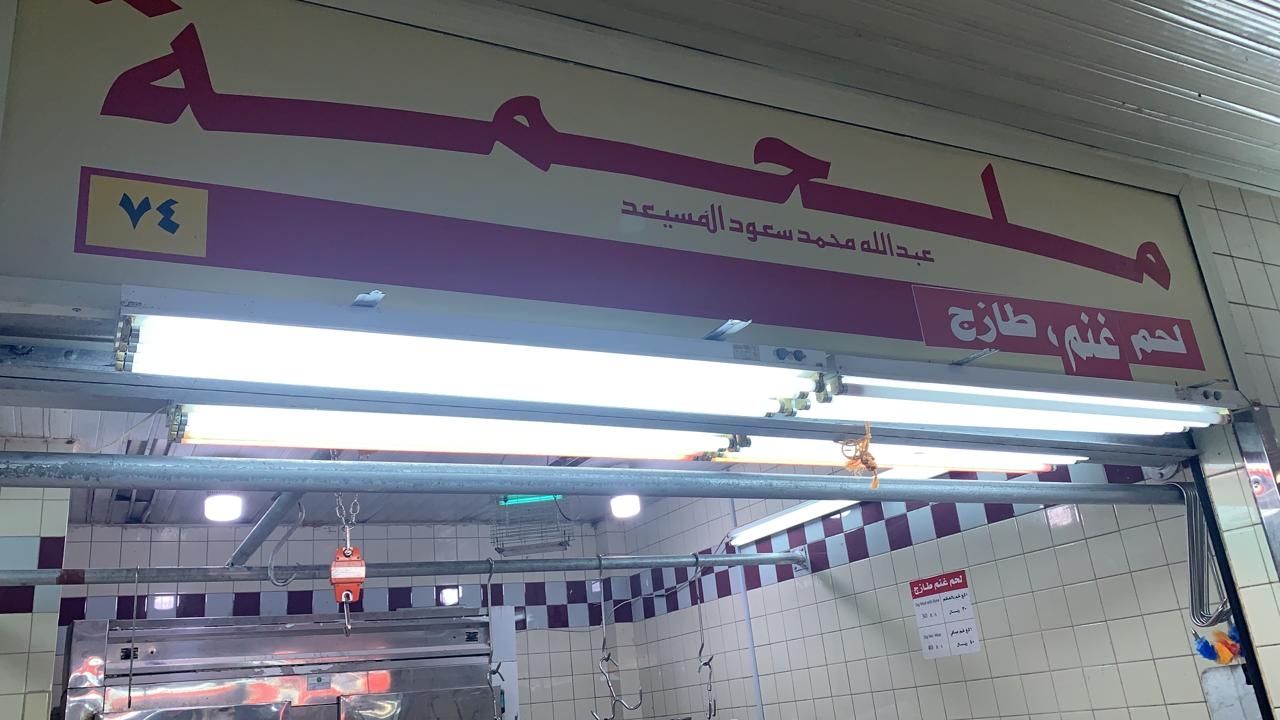 ملحمة
عبدالله محمد سعود المسيعد
٧٤
لحم غنم، طازج
لحم غنم طازج